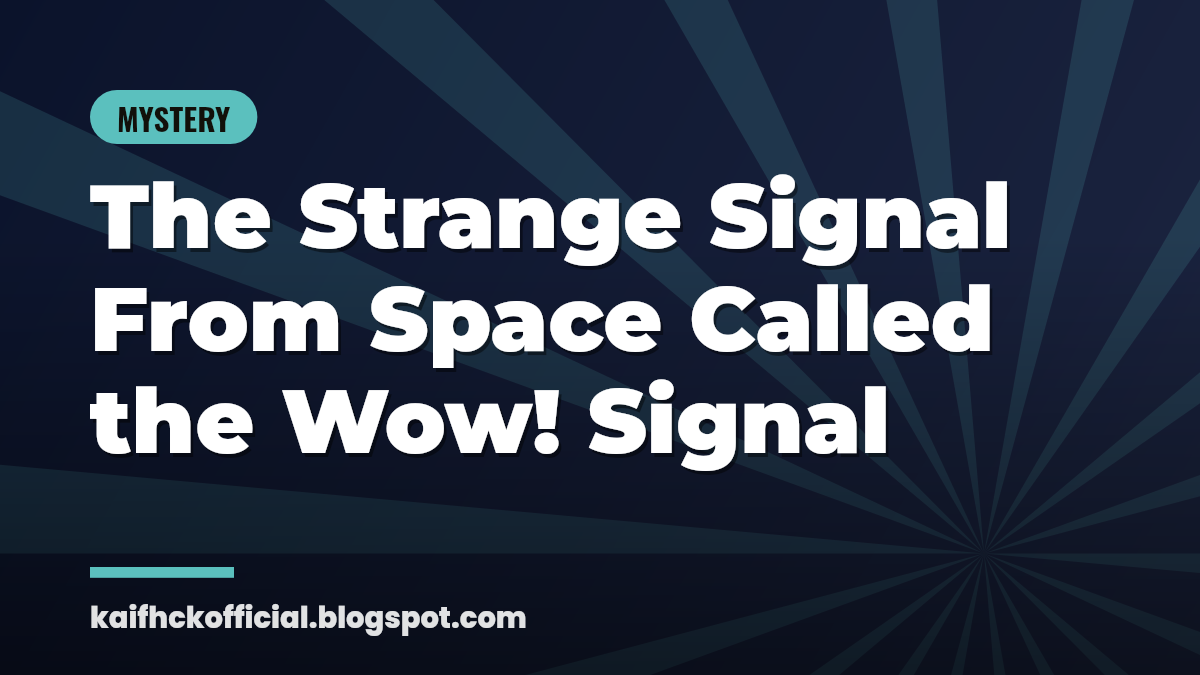 MYSTERY
The Strange Signal
From Space Called
the Wow! Signal
kaifhckofficial.blogspot.com